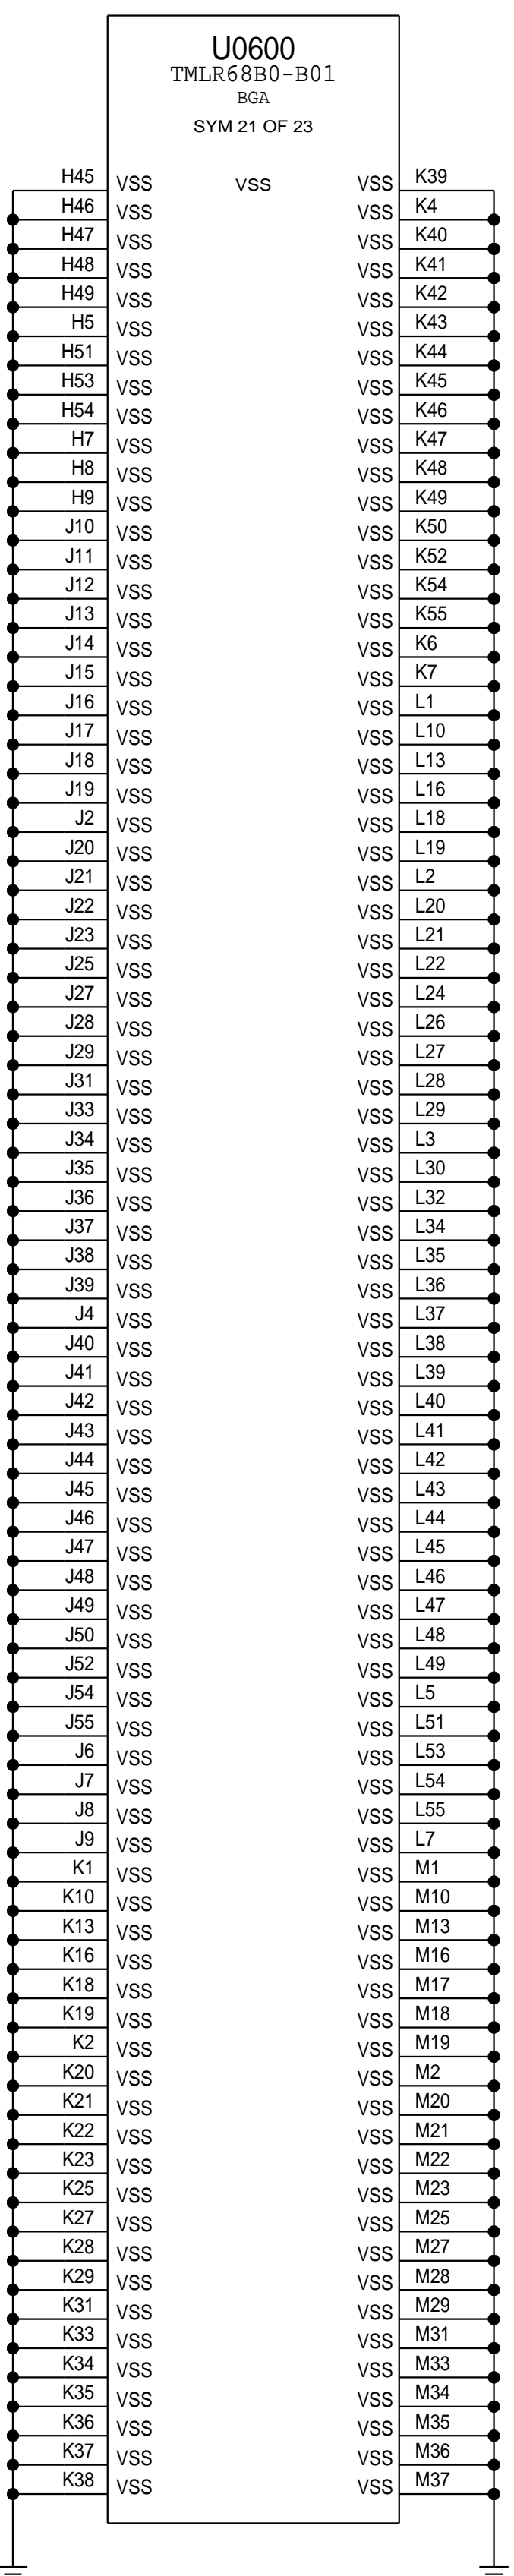 U0600
TMLR68B0-B01
BGA
SYM 21 OF 23
H45 VSS VSS VSS K39
H46 VSS VSS K4
H47 VSS VSS K40
H48 VSS VSS K41
H49 VSS VSS K42
H5 VSS VSS K43
H51 VSS VSS K44
H53 VSS VSS K45
H54 VSS VSS K46
H7 VSS VSS K47
H8 VSS VSS K48
H9 VSS VSS K49
J10 VSS VSS K50
J11 VSS VSS K52
J12 VSS VSS K54
J13 VSS VSS K55
J14 VSS VSS K6
J15 VSS VSS K7
J16 VSS VSS L1
J17 VSS VSS L10
J18 VSS VSS L13
J19 VSS VSS L16
J2 VSS VSS L18
J20 VSS VSS L19
J21 VSS VSS L2
J22 VSS VSS L20
J23 VSS VSS L21
J25 VSS VSS L22
J27 VSS VSS L24
J28 VSS VSS L26
J29 VSS VSS L27
J31 VSS VSS L28
J33 VSS VSS L29
J34 VSS VSS L3
J35 VSS VSS L30
J36 VSS VSS L32
J37 VSS VSS L34
J38 VSS VSS L35
J39 VSS VSS L36
J4 VSS VSS L37
J40 VSS VSS L38
J41 VSS VSS L39
J42 VSS VSS L40
J43 VSS VSS L41
J44 VSS VSS L42
J45 VSS VSS L43
J46 VSS VSS L44
J47 VSS VSS L45
J48 VSS VSS L46
J49 VSS VSS L47
J50 VSS VSS L48
J52 VSS VSS L49
J54 VSS VSS L5
J55 VSS VSS L51
J6 VSS VSS L53
J7 VSS VSS L54
J8 VSS VSS L55
J9 VSS VSS L7
K1 VSS VSS M1
K10 VSS VSS M10
K13 VSS VSS M13
K16 VSS VSS M16
K18 VSS VSS M17
K19 VSS VSS M18
K2 VSS VSS M19
K20 VSS VSS M2
K21 VSS VSS M20
K22 VSS VSS M21
K23 VSS VSS M22
K25 VSS VSS M23
K27 VSS VSS M25
K28 VSS VSS M27
K29 VSS VSS M28
K31 VSS VSS M29
K33 VSS VSS M31
K34 VSS VSS M33
K35 VSS VSS M34
K36 VSS VSS M35
K37 VSS VSS M36
K38 VSS VSS M37